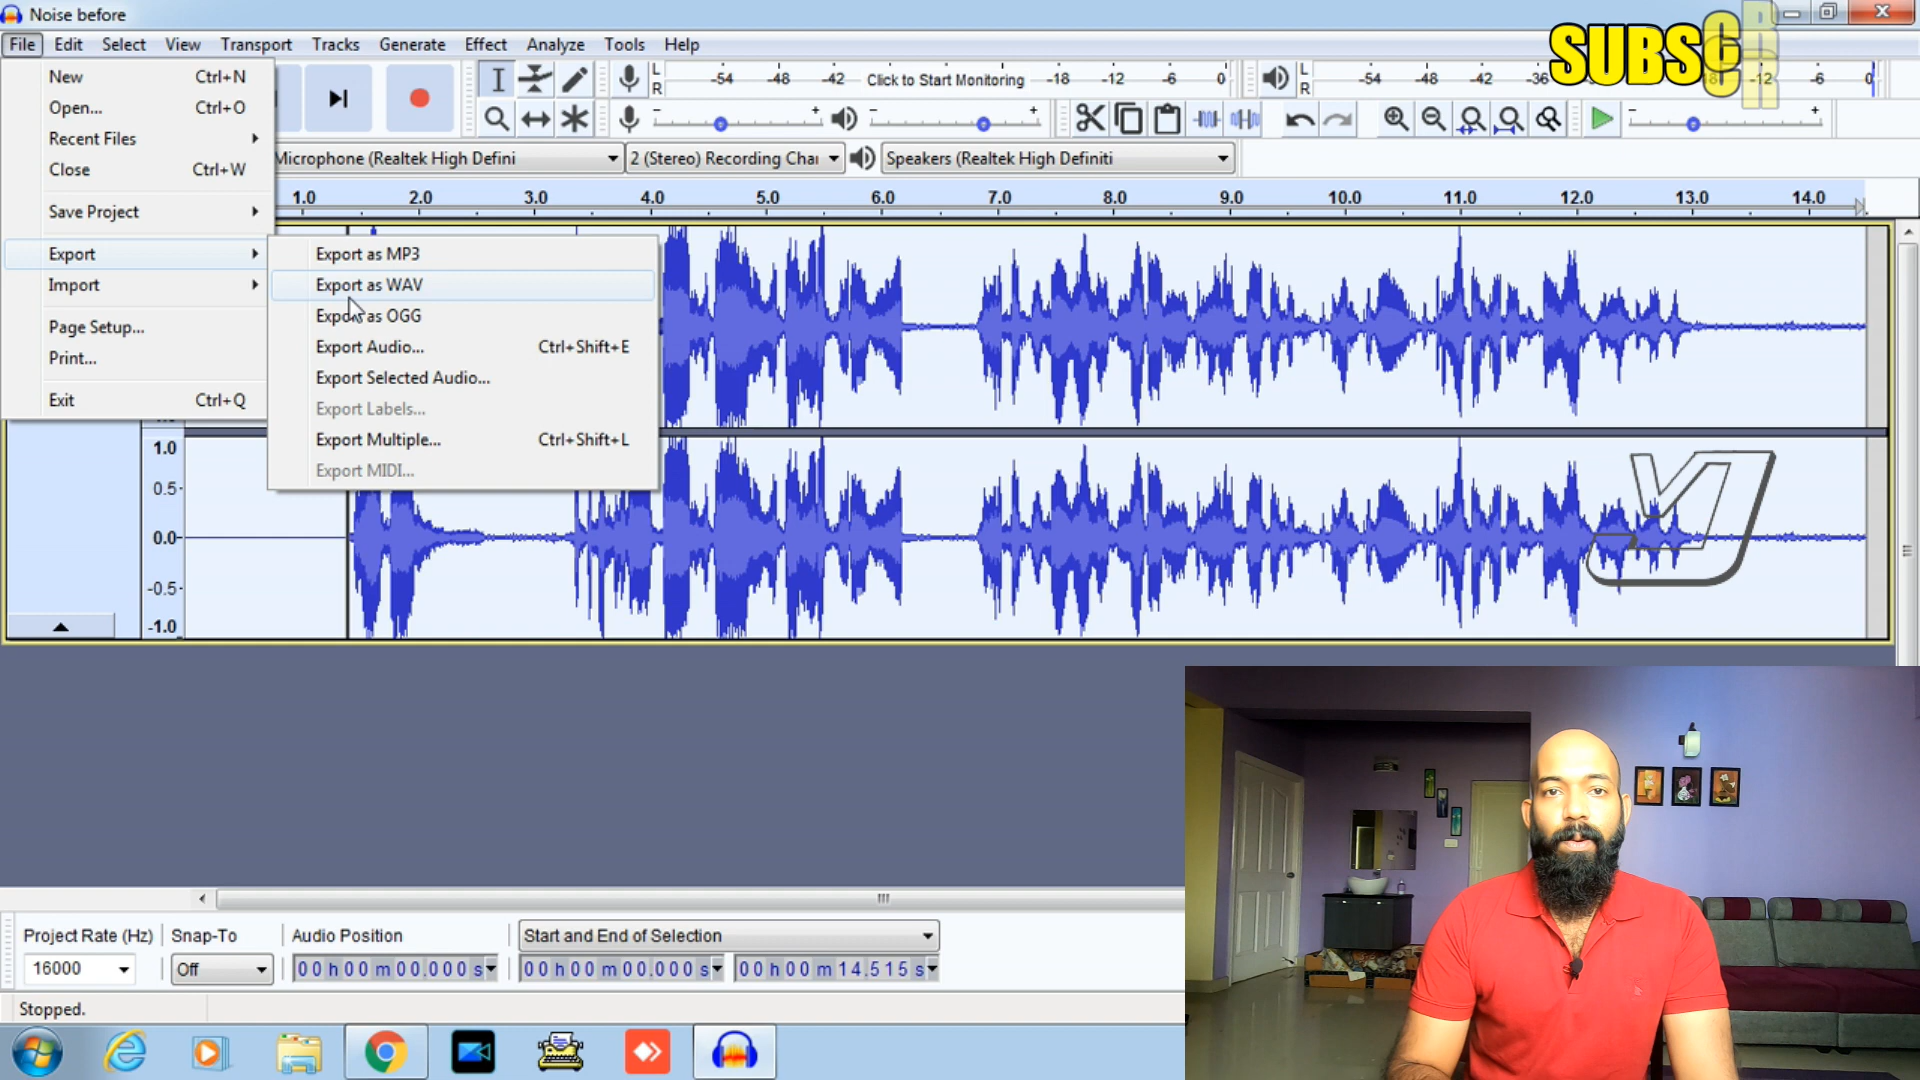 Noise before
SUBSCR
File Edit Select View Transport Tracks Generate Effect Analyze Tools Help
New Ctrl+N
Open... Ctrl+O
Recent Files
Close Ctrl+W
Save Project
Export
Import
Page Setup...
Print...
Exit Ctrl+Q
Export as MP3
Export as WAV
Export as OGG
Export Audio... Ctrl+Shift+E
Export Selected Audio...
Export Labels...
Export Multiple... Ctrl+Shift+L
Export MIDI...
L
R
-54 -48 -42 Click to Start Monitoring -18 -12 -6 0
L
R
-54 -48 -42 -36 18 -12 -6 0
Microphone (Realtek High Defini 2 (Stereo) Recording Chai Speakers (Realtek High Definiti
1.0 2.0 3.0 4.0 5.0 6.0 7.0 8.0 9.0 10.0 11.0 12.0 13.0 14.0
1.0
0.5
0.0
-0.5
-1.0
VJ
Project Rate (Hz) Snap-To Audio Position Start and End of Selection
16000 Off 00 h 00 m 00.000 s 00 h 00 m 00.000 s 00 h 00 m 14.515 s
Stopped.